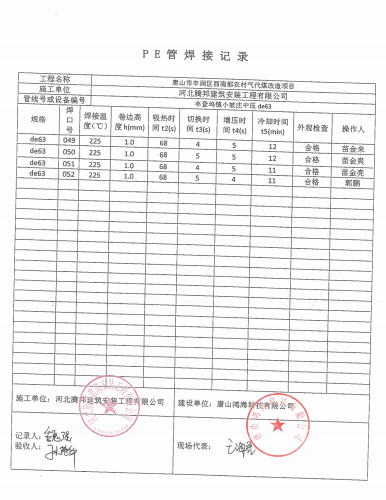 PE管焊接记录
工程名称 唐山市丰润区西南部农村气代煤改造项目
施工单位 河北腾邦建筑安装工程有限公司
管线号或设备编号 丰登坞镇小坡庄中压 de63
规格 焊口号 焊接温度(℃) 卷边高度h(mm) 吸热时间t2(s) 切换时间t3(s) 增压时间t4(s) 冷却时间t5(min) 外观检查 操作人
de63 049 225 1.0 68 4 5 12 合格 苗金来
de63 050 225 1.0 68 5 5 12 合格 苗金爽
de63 051 225 1.0 68 4 5 11 合格 苗金亮
de63 052 225 1.0 68 5 4 11 合格 郭鹏
施工单位：河北腾邦建筑安装工程有限公司 建设单位：唐山鸿海科技有限公司
记录人：
验收人： 现场代表：